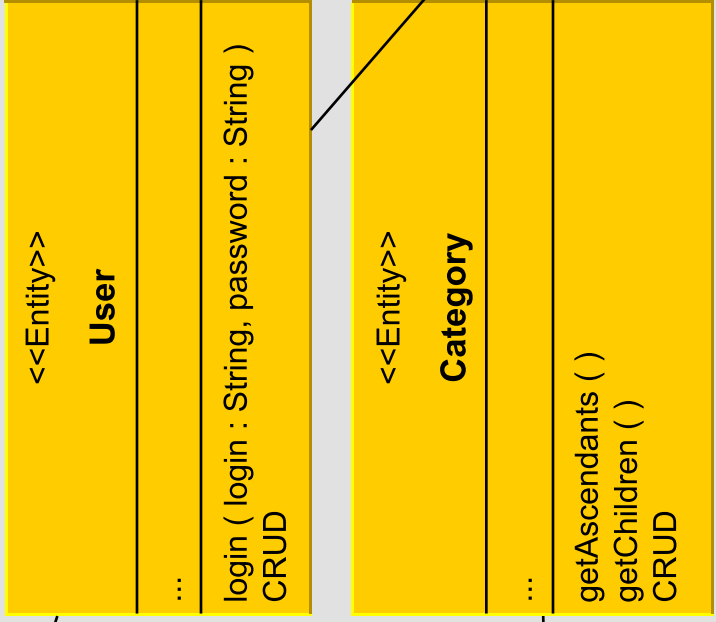 <<Entity>>
User
...
login ( login : String, password : String )
CRUD
<<Entity>>
Category
...
getAscendants ( )
getChildren ( )
CRUD